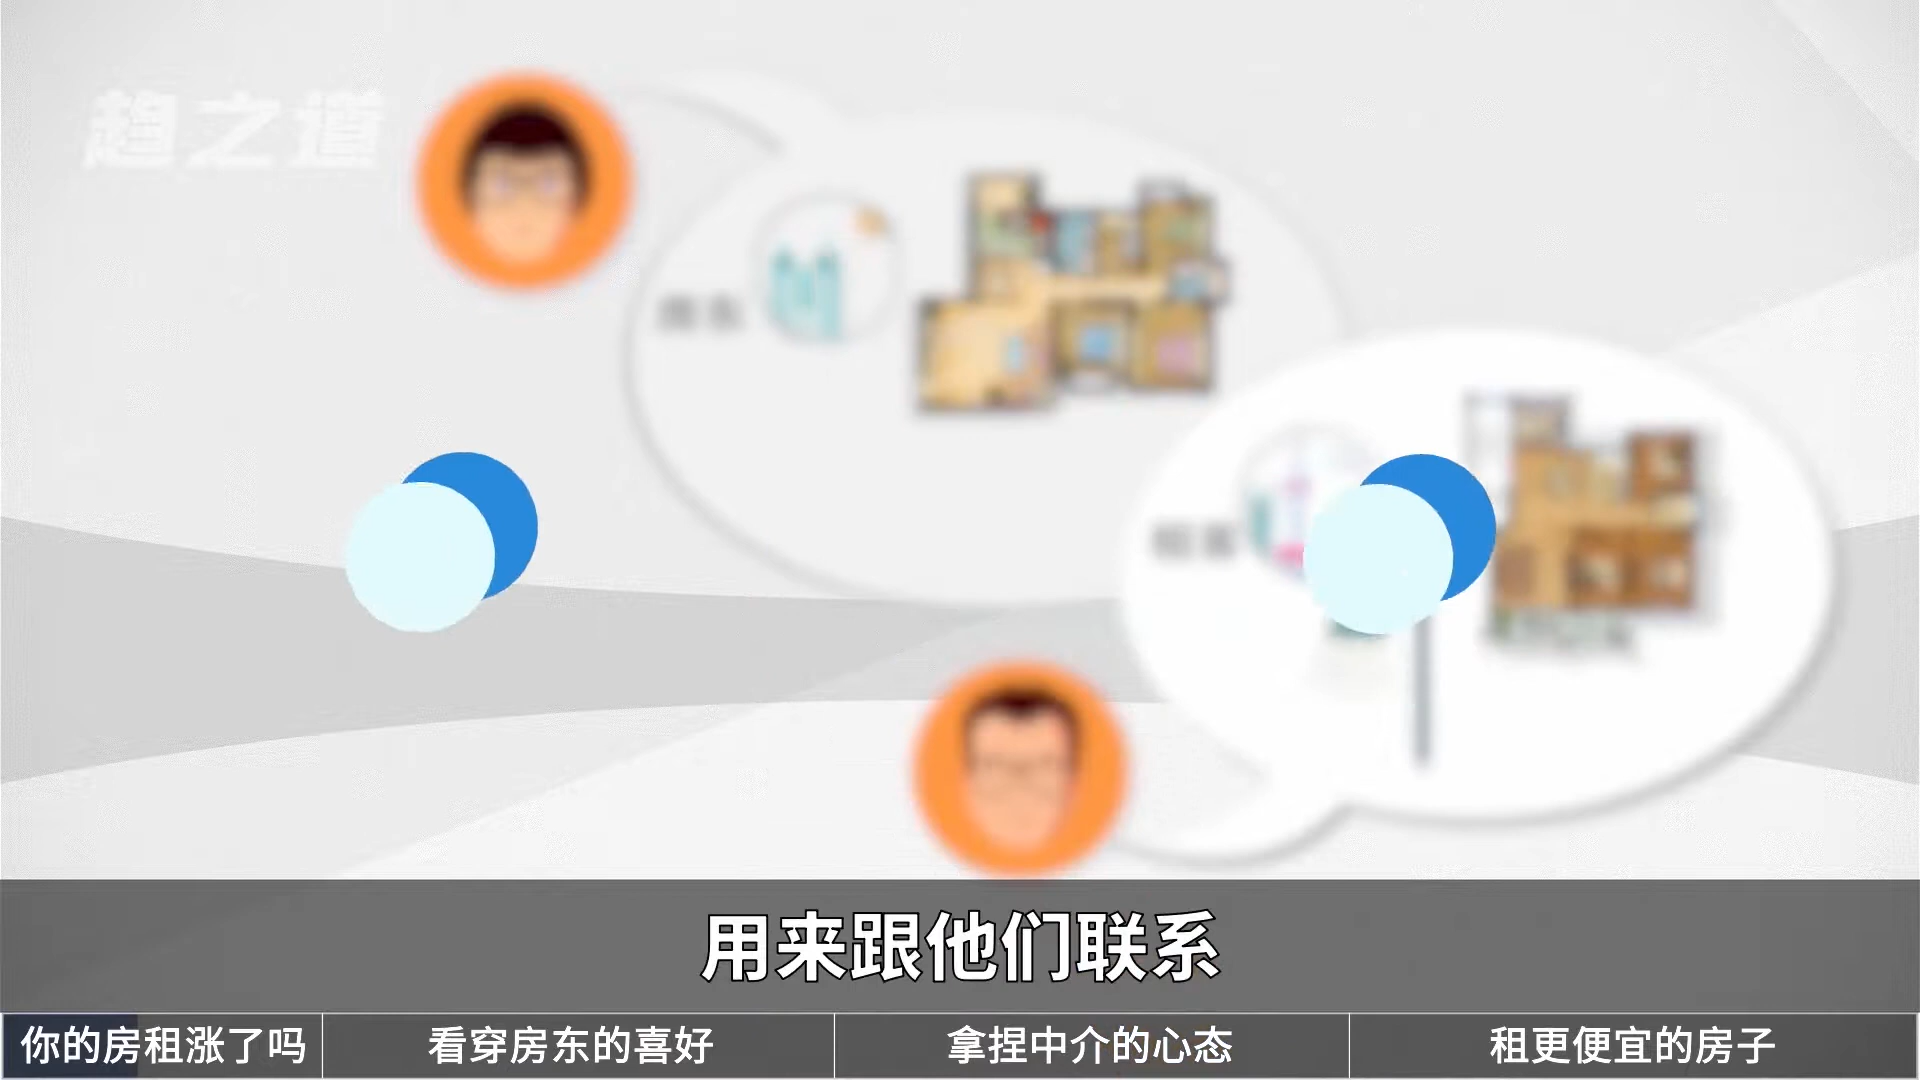 趋之道
用来跟他们联系
你的房租涨了吗
看穿房东的喜好
拿捏中介的心态
租更便宜的房子